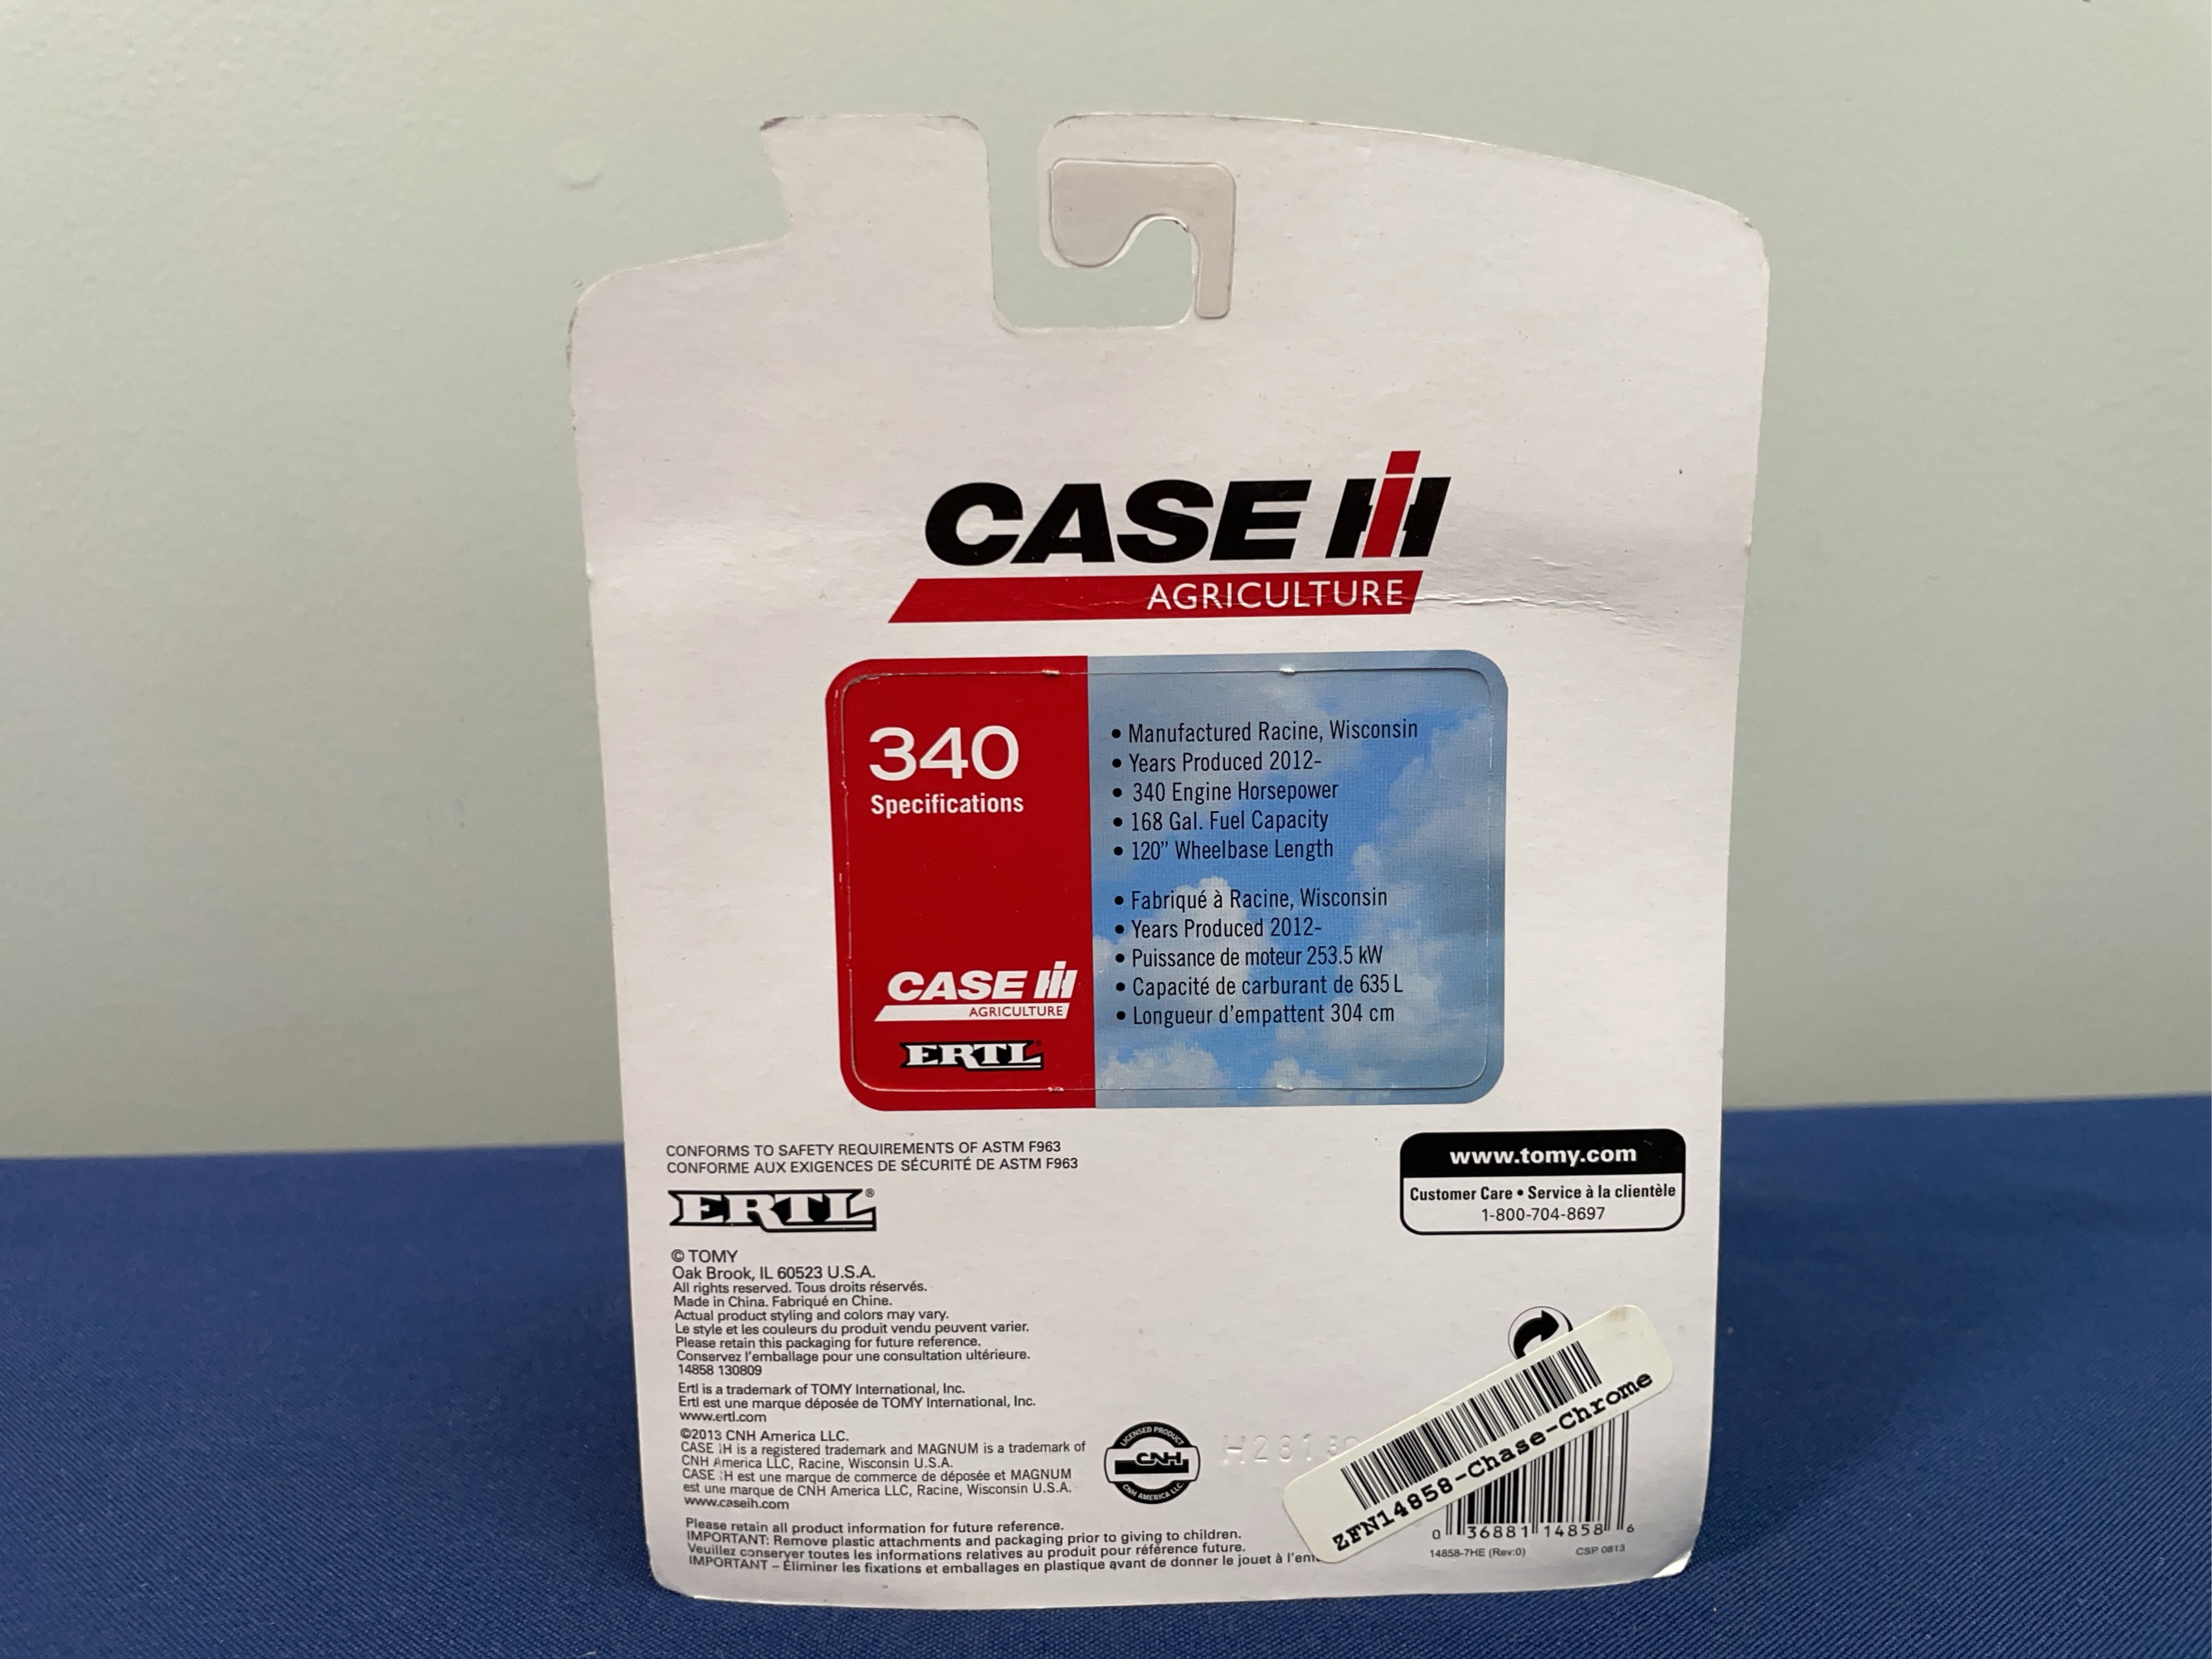 CASE IH
AGRICULTURE
340
Specifications
• Manufactured Racine, Wisconsin
• Years Produced 2012-
• 340 Engine Horsepower
• 168 Gal. Fuel Capacity
• 120” Wheelbase Length
• Fabriqué à Racine, Wisconsin
• Years Produced 2012-
• Puissance de moteur 253.5 kW
• Capacité de carburant de 635 L
• Longueur d’empattent 304 cm
CASE IH
AGRICULTURE
ERTL
CONFORMS TO SAFETY REQUIREMENTS OF ASTM F963
CONFORME AUX EXIGENCES DE SÉCURITÉ DE ASTM F963
ERTL®
© TOMY
Oak Brook, IL 60523 U.S.A.
All rights reserved. Tous droits réservés.
Made in China. Fabriqué en Chine.
Actual product styling and colors may vary.
Le style et les couleurs du produit vendu peuvent varier.
Please retain this packaging for future reference.
Conservez l’emballage pour une consultation ultérieure.
14858 130809
Ertl is a trademark of TOMY International, Inc.
Ertl est une marque déposée de TOMY International, Inc.
www.ertl.com
©2013 CNH America LLC.
CASE IH is a registered trademark and MAGNUM is a trademark of
CNH America LLC, Racine, Wisconsin U.S.A.
CASE IH est une marque de commerce de déposée et MAGNUM
est une marque de CNH America LLC, Racine, Wisconsin U.S.A.
www.caseih.com
Please retain all product information for future reference.
IMPORTANT: Remove plastic attachments and packaging prior to giving to children.
Veuillez conserver toutes les informations relatives au produit pour référence future.
IMPORTANT – Éliminer les fixations et emballages en plastique avant de donner le jouet à
LICENSED PRODUCT
CNH
CNH AMERICA LLC
www.tomy.com
Customer Care • Service à la clientèle
1-800-704-8697
ZFN14858-Chase-Chrome
0 36881 14858 6
14858-7HE (Rev:0) CSP 0813